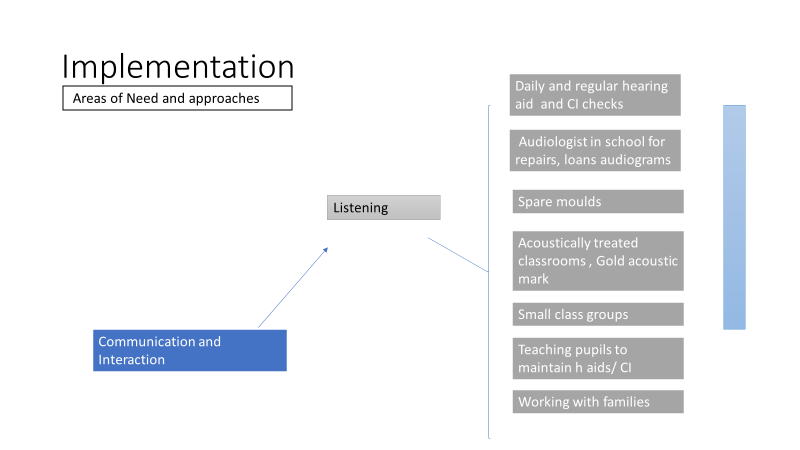 Implementation
Areas of Need and approaches
Daily and regular hearing
aid and CI checks
Audiologist in school for
repairs, loans audiograms
Listening
Spare moulds
Acoustically treated
classrooms , Gold acoustic
mark
Small class groups
Communication and
Interaction
Teaching pupils to
maintain h aids/ CI
Working with families